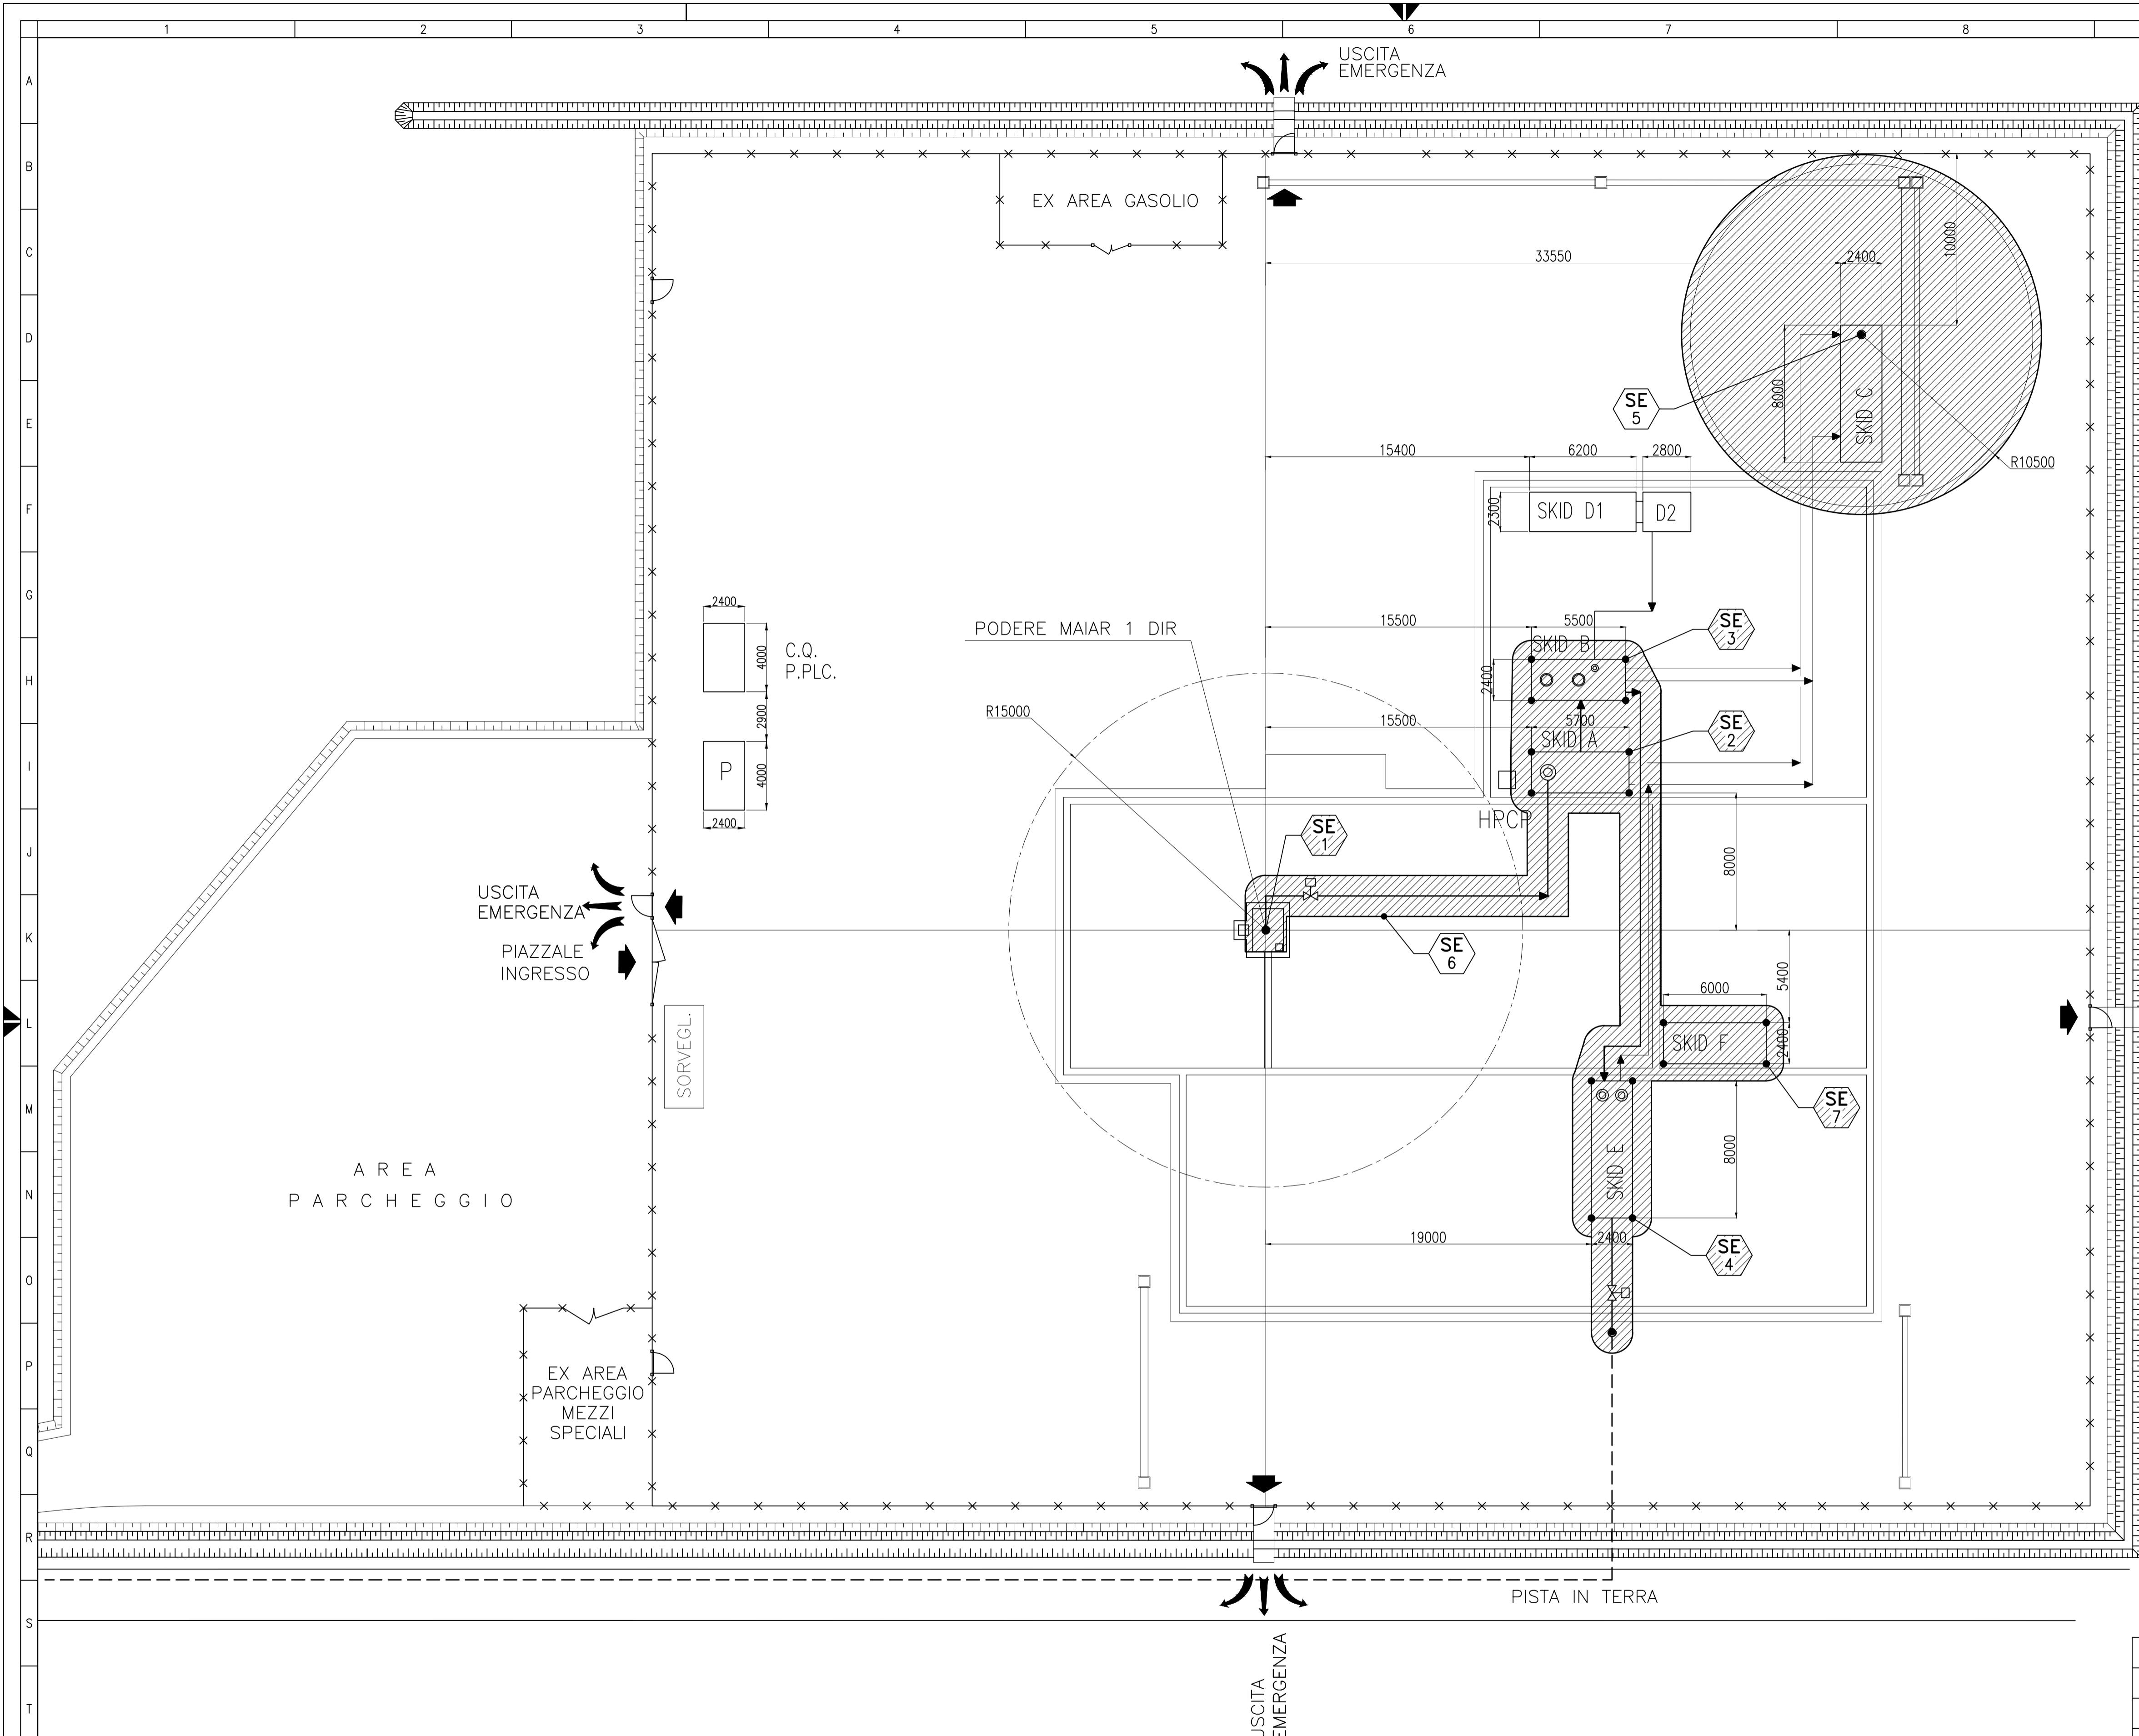 1 2 3 4 5 6 7 8
A
B
C
D
E
F
G
H
I
J
K
L
M
N
O
P
Q
R
S
T
USCITA
EMERGENZA
EX AREA GASOLIO
33550
2400
10000
8000
SKID C
SE
5
R10500
15400
6200
2800
2300
SKID D1
D2
2400
4000
C.Q.
P.PLC.
2900
P
4000
2400
PODERE MAIAR 1 DIR
R15000
15500
5500
SKID B
2400
SE
3
15500
5700
SKID A
SE
2
HPCP
SE
1
8000
USCITA
EMERGENZA
PIAZZALE
INGRESSO
SE
6
5400
6000
SKID F
2400
SORVEGL.
SE
7
8000
SKID E
AREA
PARCHEGGIO
19000
2400
SE
4
EX AREA
PARCHEGGIO
MEZZI
SPECIALI
PISTA IN TERRA
USCITA
EMERGENZA